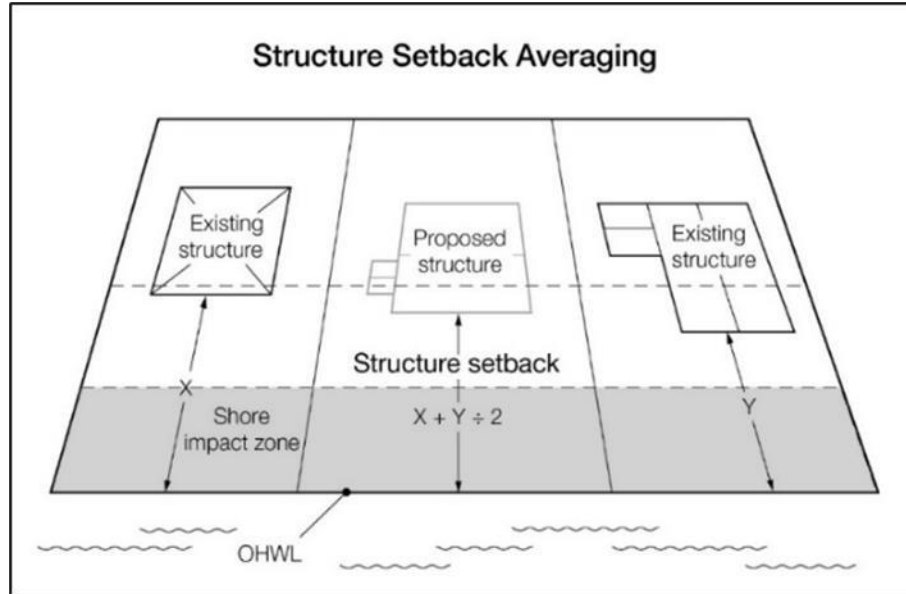 Structure Setback Averaging
Existing
structure
Proposed
structure
Existing
structure
Structure setback
X
Shore
impact zone
X + Y ÷ 2
Y
OHWL